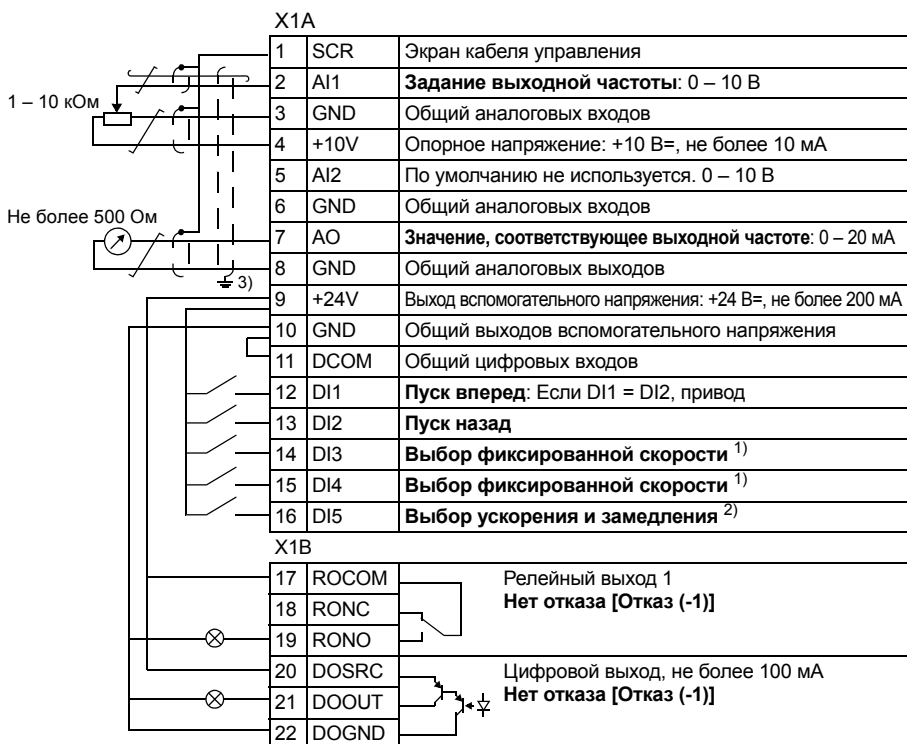 X1A
1 SCR Экран кабеля управления
2 AI1 Задание выходной частоты: 0 – 10 В
1 – 10 кОм
3 GND Общий аналоговых входов
4 +10V Опорное напряжение: +10 В=, не более 10 мА
5 AI2 По умолчанию не используется. 0 – 10 В
6 GND Общий аналоговых входов
Не более 500 Ом
7 AO Значение, соответствующее выходной частоте: 0 – 20 мА
8 GND Общий аналоговых выходов
3)
9 +24V Выход вспомогательного напряжения: +24 В=, не более 200 мА
10 GND Общий выходов вспомогательного напряжения
11 DCOM Общий цифровых входов
12 DI1 Пуск вперед: Если DI1 = DI2, привод
13 DI2 Пуск назад
14 DI3 Выбор фиксированной скорости 1)
15 DI4 Выбор фиксированной скорости 1)
16 DI5 Выбор ускорения и замедления 2)
X1B
17 ROCOM Релейный выход 1
18 RONC Нет отказа [Отказ (-1)]
19 RONO
20 DOSRC Цифровой выход, не более 100 мА
21 DOOUT Нет отказа [Отказ (-1)]
22 DOGND